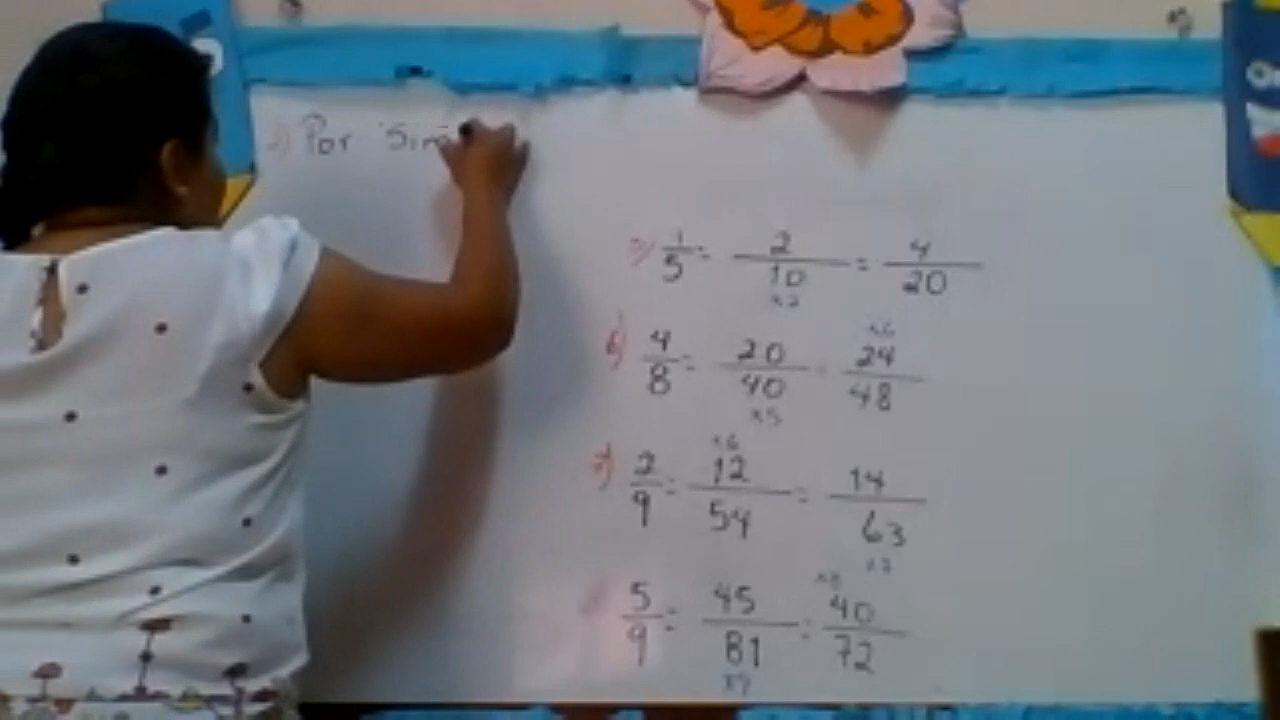 2) Por Sim
a) 1/5 = 2/10 = 4/20
x2
x6
b) 4/8 = 20/40 = 24/48
x5
x6
2/9 = 12/54 = 14/63
x8
5/9 = 45/81 = 40/72
x9